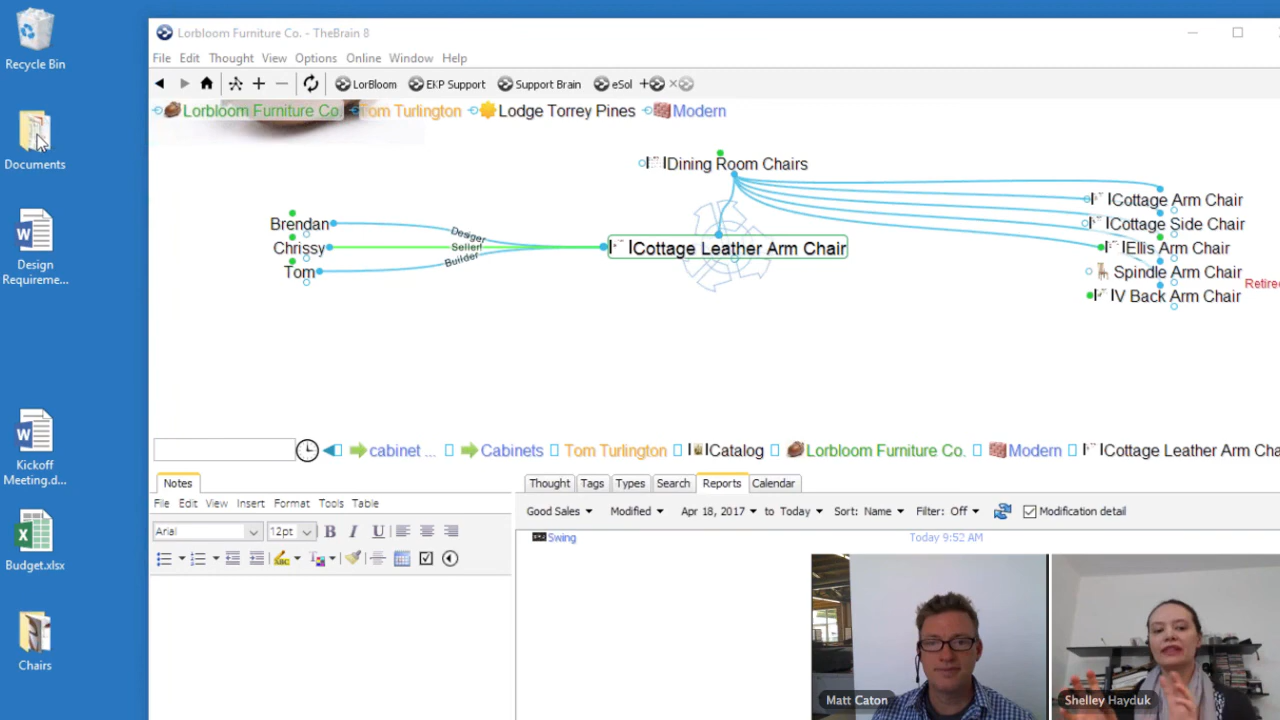 Recycle Bin
Documents
Design
Requireme...
Kickoff
Meeting.d...
Budget.xlsx
Chairs
Lorbloom Furniture Co. - TheBrain 8
File Edit Thought View Options Online Window Help
LorBloom EKP Support Support Brain eSol
Lorbloom Furniture Co. Tom Turlington Lodge Torrey Pines Modern
Dining Room Chairs
Brendan
Chrissy
Tom
Desiger
Seller!
Builder
Cottage Leather Arm Chair
Cottage Arm Chair
Cottage Side Chair
Ellis Arm Chair
Spindle Arm Chair
Retire
V Back Arm Chair
cabinet ... Cabinets Tom Turlington Catalog Lorbloom Furniture Co. Modern Cottage Leather Arm Cha
Notes
File Edit View Insert Format Tools Table
Arial 12pt B I U
Thought Tags Types Search Reports Calendar
Good Sales Modified Apr 18, 2017 to Today Sort: Name Filter: Off Modification detail
Swing Today 9:52 AM
Matt Caton
Shelley Hayduk